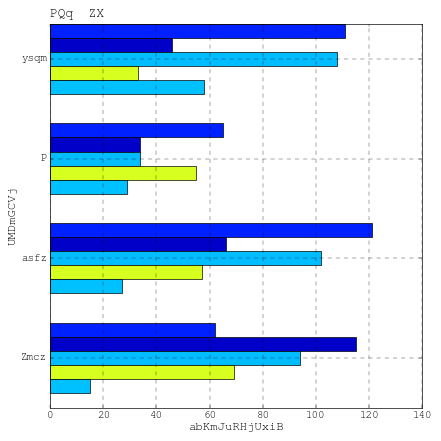 PQq  ZX
ysqm
P
asfz
Zmcz
UMDmGCVj
0 20 40 60 80 100 120 140
abKmJuRHjUxiB